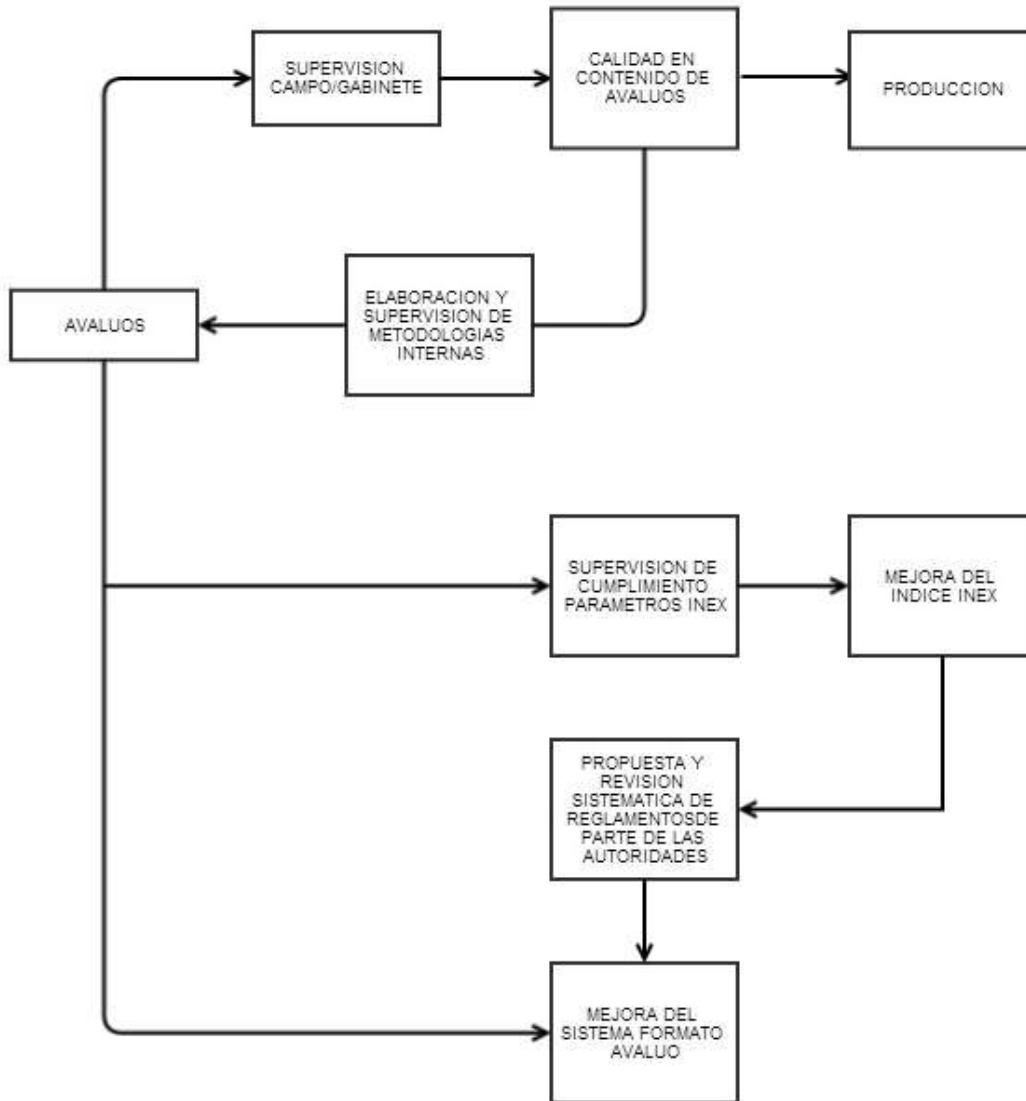 SUPERVISION
CAMPO/GABINETE
CALIDAD EN
CONTENIDO DE
AVALUOS
PRODUCCION
AVALUOS
ELABORACION Y
SUPERVISION DE
METODOLOGIAS
INTERNAS
SUPERVISION DE
CUMPLIMIENTO
PARAMETROS INEX
MEJORA DEL
INDICE INEX
PROPUESTA Y
REVISION
SISTEMATICA DE
REGLAMENTOSDE
PARTE DE LAS
AUTORIDADES
MEJORA DEL
SISTEMA FORMATO
AVALUO